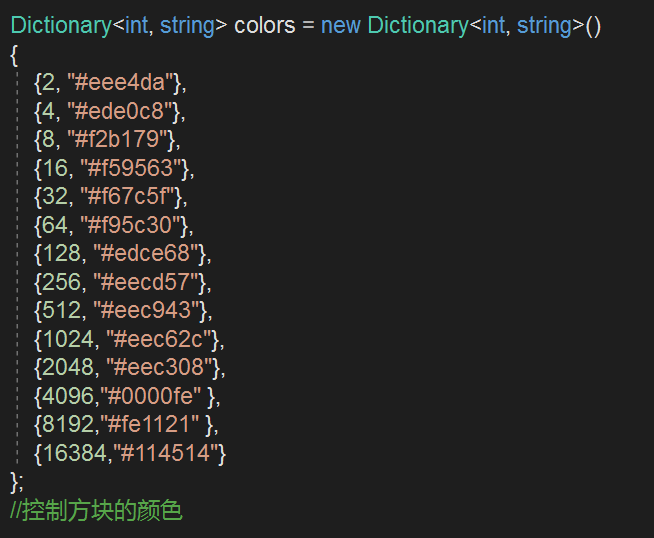 Dictionary<int, string> colors = new Dictionary<int, string>()
{
{2, "#eee4da"},
{4, "#ede0c8"},
{8, "#f2b179"},
{16, "#f59563"},
{32, "#f67c5f"},
{64, "#f95c30"},
{128, "#edce68"},
{256, "#eecd57"},
{512, "#eec943"},
{1024, "#eec62c"},
{2048, "#eec308"},
{4096,"#0000fe" },
{8192,"#fe1121" },
{16384,"#114514"}
};
//控制方块的颜色